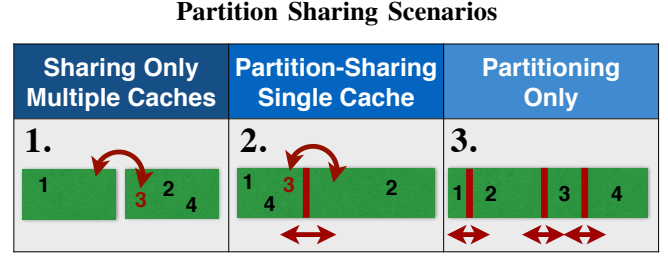 Partition Sharing Scenarios
Sharing Only
Multiple Caches
Partition-Sharing
Single Cache
Partitioning
Only
1.
1
3
2
4
2.
1
4
3
2
3.
1
2
3
4